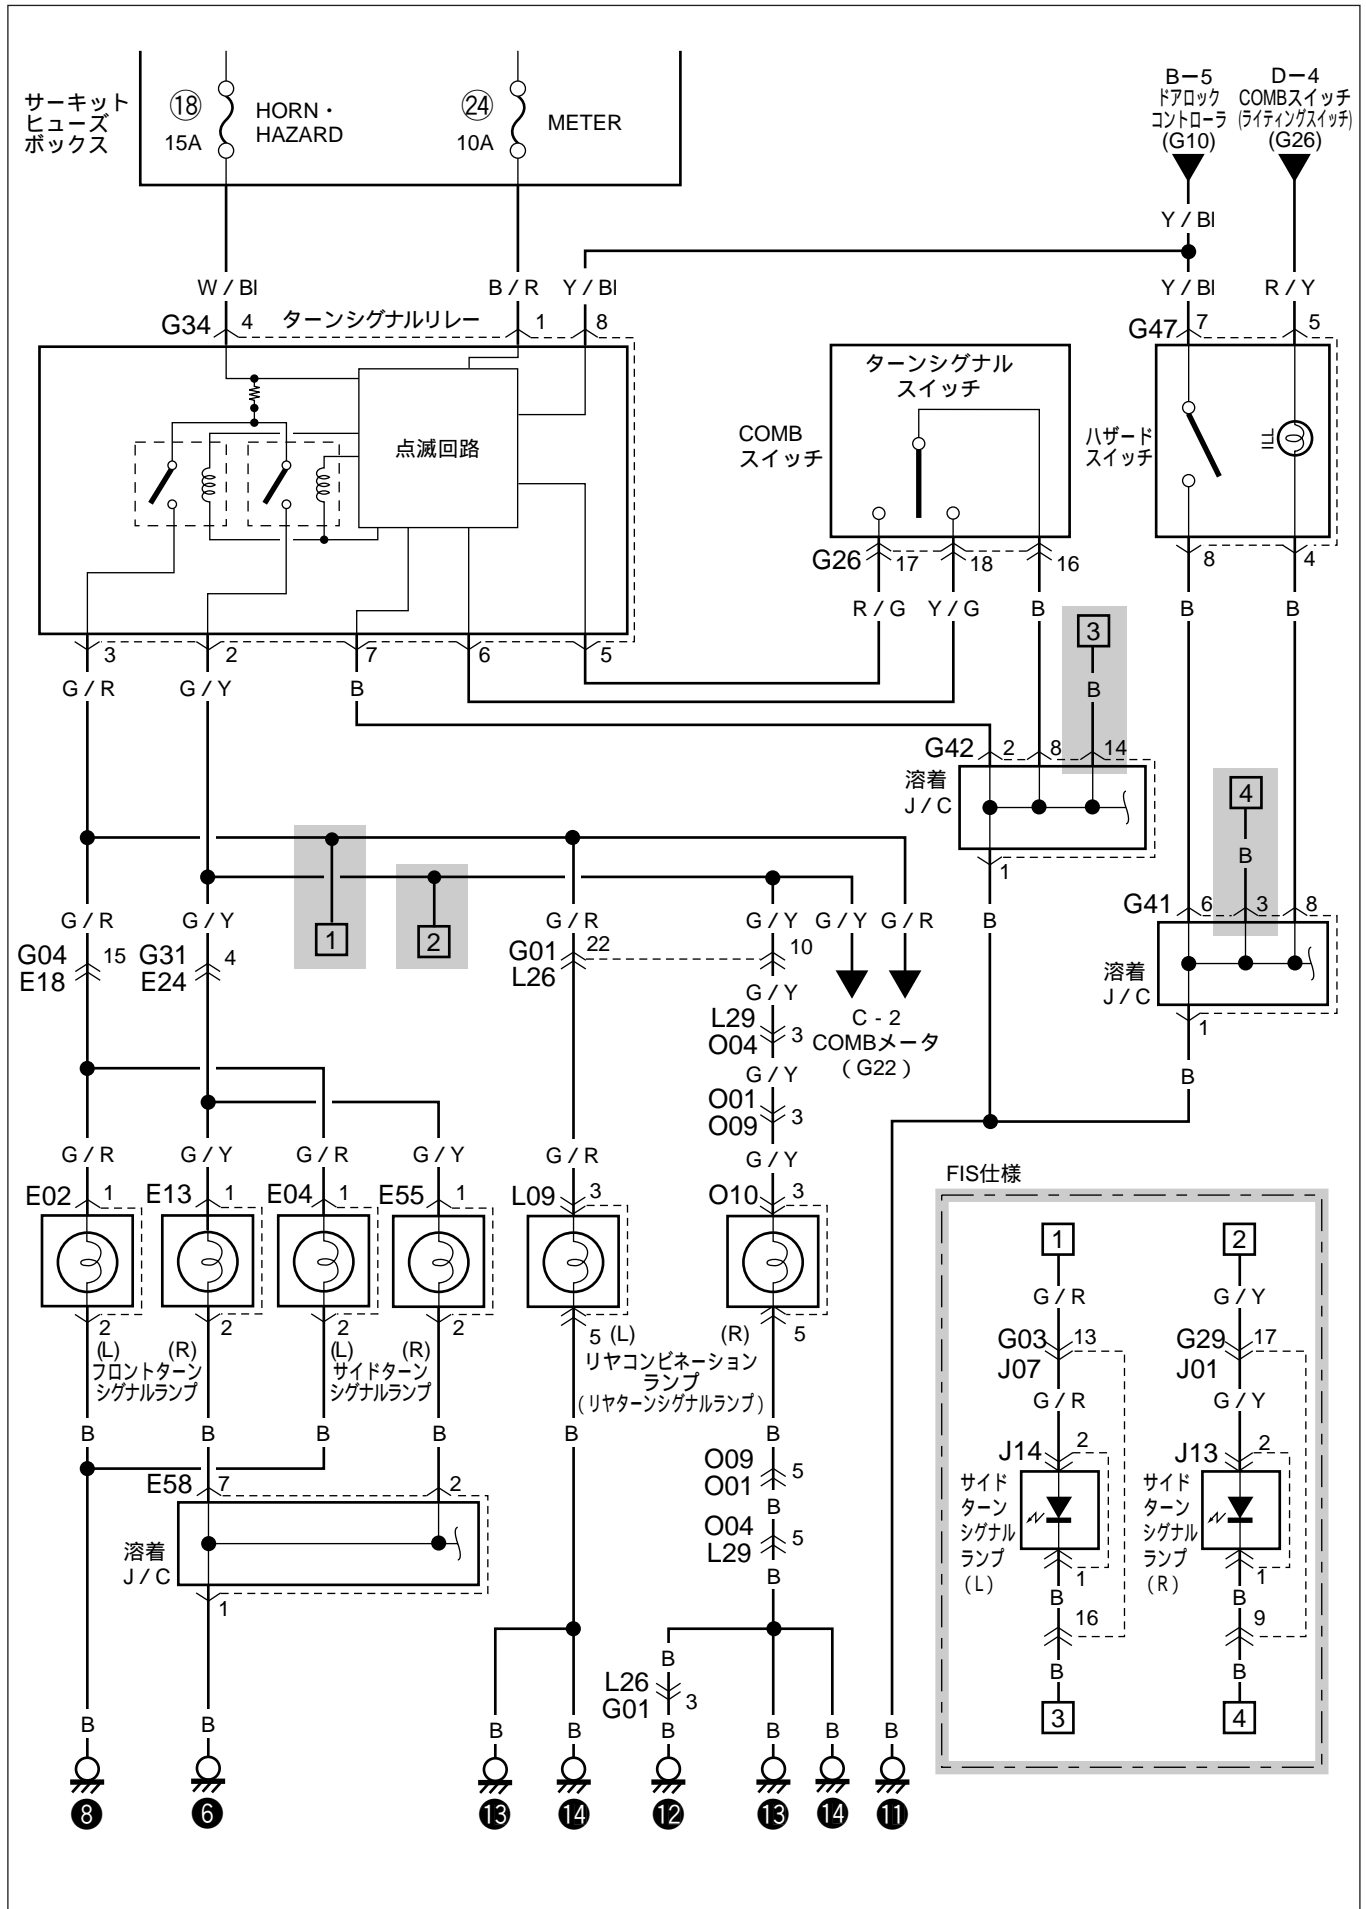 サーキット
ヒューズ
ボックス
⑱
15A
HORN・
HAZARD
㉔
10A
METER
B－5
ドアロック
コントローラ
(G10)
D－4
COMBスイッチ
(ライティングスイッチ)
(G26)
Y / Bl
W / Bl
B / R
Y / Bl
Y / Bl
R / Y
G34
4
ターンシグナルリレー
1
8
G47
7
5
点滅回路
ターンシグナル
スイッチ
COMB
スイッチ
ハザード
スイッチ
ILL
G26
17
18
16
8
4
R / G
Y / G
B
B
B
3
2
7
6
5
G / R
G / Y
B
3
B
G42
2
8
14
溶着
J / C
1
4
B
G41
6
3
8
溶着
J / C
1
B
B
1
2
G / R
G / Y
G / R
G / Y
G / Y
G / R
G04
E18
15
G31
E24
4
G01
L26
22
10
G / Y
L29
O04
3
C - 2
COMBメータ
( G22 )
G / Y
O01
O09
3
G / R
G / Y
G / R
G / Y
G / R
G / Y
E02
1
E13
1
E04
1
E55
1
L09
3
O10
3
2
2
2
2
5
5
(L)
(R)
フロントターン
シグナルランプ
(L)
(R)
サイドターン
シグナルランプ
(L)
(R)
リヤコンビネーション
ランプ
( リヤターンシグナルランプ )
B
B
B
B
B
B
E58
7
2
溶着
J / C
1
O09
O01
5
B
O04
L29
5
B
B
L26
G01
3
B
B
B
B
B
B
B
B
⑧
⑥
⑬
⑭
⑫
⑬
⑭
⑪
FIS仕様
1
2
G / R
G / Y
G03
J07
13
G29
J01
17
G / R
G / Y
J14
2
J13
2
サイド
ターン
シグナル
ランプ
( L )
サイド
ターン
シグナル
ランプ
( R )
1
1
B
B
16
9
B
B
3
4